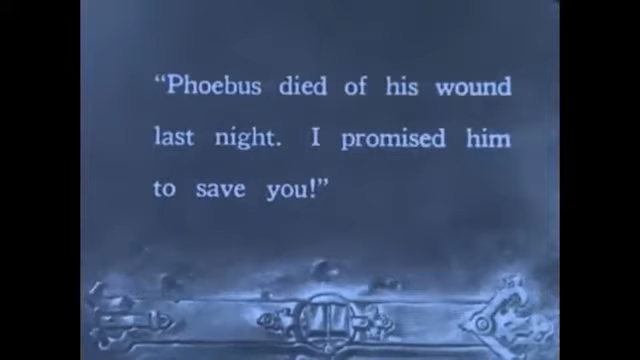 “Phoebus died of his wound
last night. I promised him
to save you!”